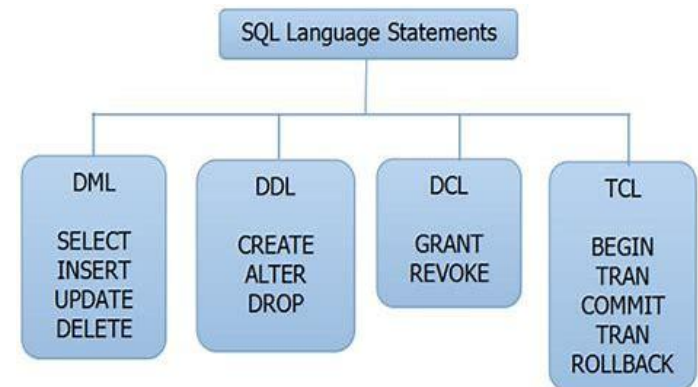 SQL Language Statements
DML
SELECT
INSERT
UPDATE
DELETE
DDL
CREATE
ALTER
DROP
DCL
GRANT
REVOKE
TCL
BEGIN
TRAN
COMMIT
TRAN
ROLLBACK